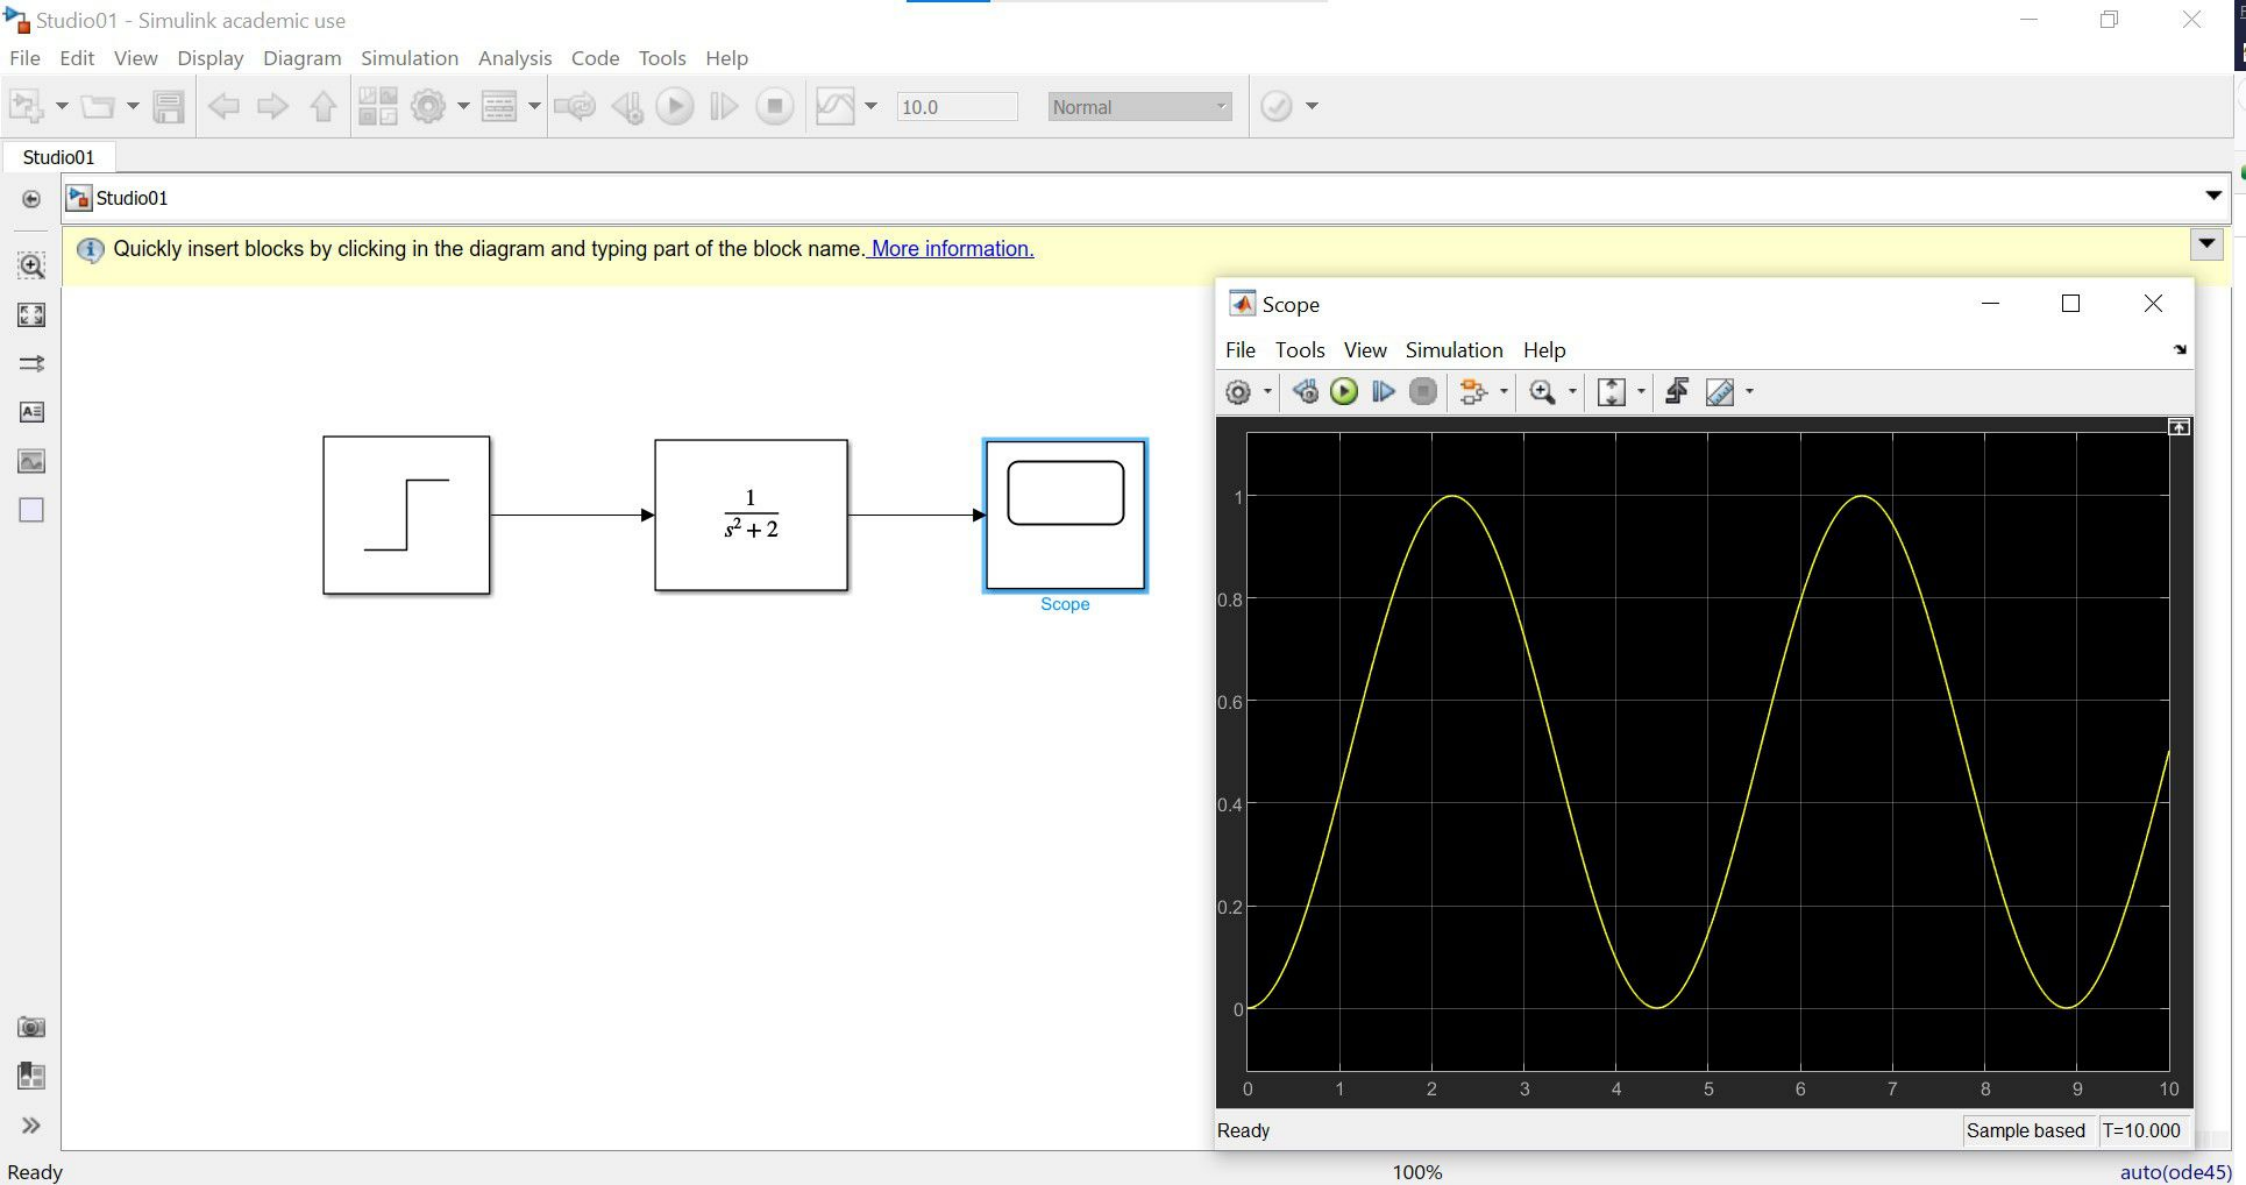 Studio01 - Simulink academic use
File Edit View Display Diagram Simulation Analysis Code Tools Help
10.0 Normal
Studio01
Studio01
Quickly insert blocks by clicking in the diagram and typing part of the block name. More information.
1
s² + 2
Scope
Scope
File Tools View Simulation Help
1
0.8
0.6
0.4
0.2
0
0 1 2 3 4 5 6 7 8 9 10
Ready Sample based T=10.000
Ready 100% auto(ode45)